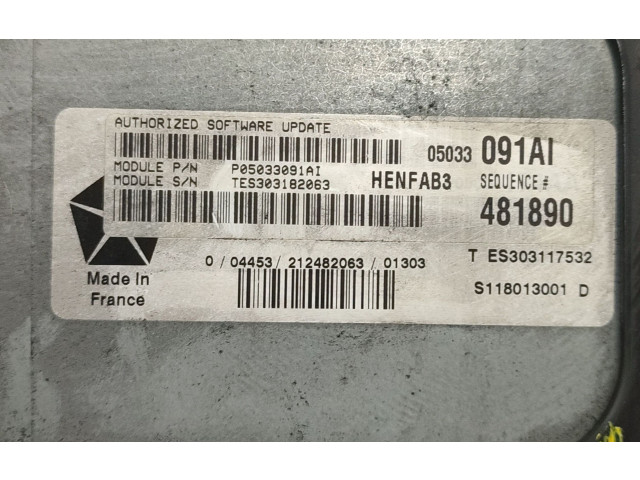 AUTHORIZED SOFTWARE UPDATE
05033 091AI
MODULE P/N P05033091AI
MODULE S/N TES303182063
HENFAB3
SEQUENCE #
481890
0 / 04453 / 212482063 / 01303
T ES303117532
Made In
France
S118013001 D